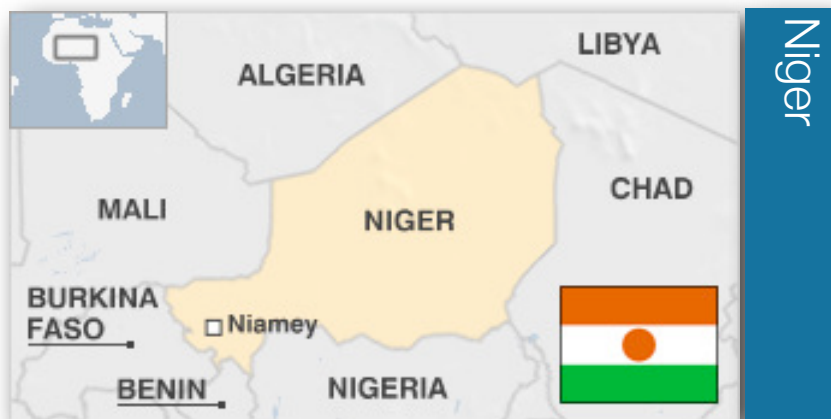 LIBYA
ALGERIA
CHAD
MALI
NIGER
BURKINA
FASO
Niamey
BENIN
NIGERIA
Niger